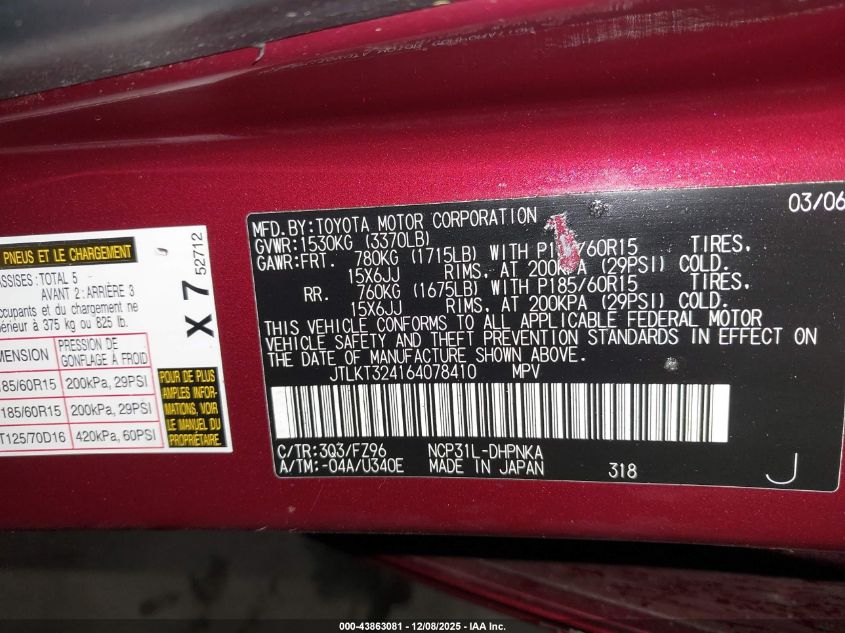 PNEUS ET LE CHARGEMENT
ASSISES: TOTAL 5
AVANT 2: ARRIÈRE 3
ccupants et du chargement ne
périeur à 375 kg ou 825 lb.
MENSION PRESSION DE GONFLAGE À FROID
185/60R15 200kPa, 29PSI
185/60R15 200kPa, 29PSI
T125/70D16 420kPa, 60PSI
X 7 52712
POUR DE PLUS
AMPLES INFOR-
MATIONS, VOIR
LE MANUEL DU
PROPRIÉTAIRE.
03/06
MFD.BY:TOYOTA MOTOR CORPORATION
GVWR:1530KG (3370LB)
GAWR:FRT. 780KG (1715LB) WITH /60R15 TIRES,
15X6JJ RIMS, AT 200KPA (29PSI) COLD.
RR. 760KG (1675LB) WITH P185/60R15 TIRES,
15X6JJ RIMS, AT 200KPA (29PSI) COLD.
THIS VEHICLE CONFORMS TO ALL APPLICABLE FEDERAL MOTOR
VEHICLE SAFETY AND THEFT PREVENTION STANDARDS IN EFFECT ON
THE DATE OF MANUFACTURE SHOWN ABOVE.
JTLKT324164078410 MPV
C/TR:3Q3/FZ96 NCP31L-DHPNKA
A/TM:-04A/U340E MADE IN JAPAN 318 J
000-43863081 - 12/08/2025 - IAA Inc.